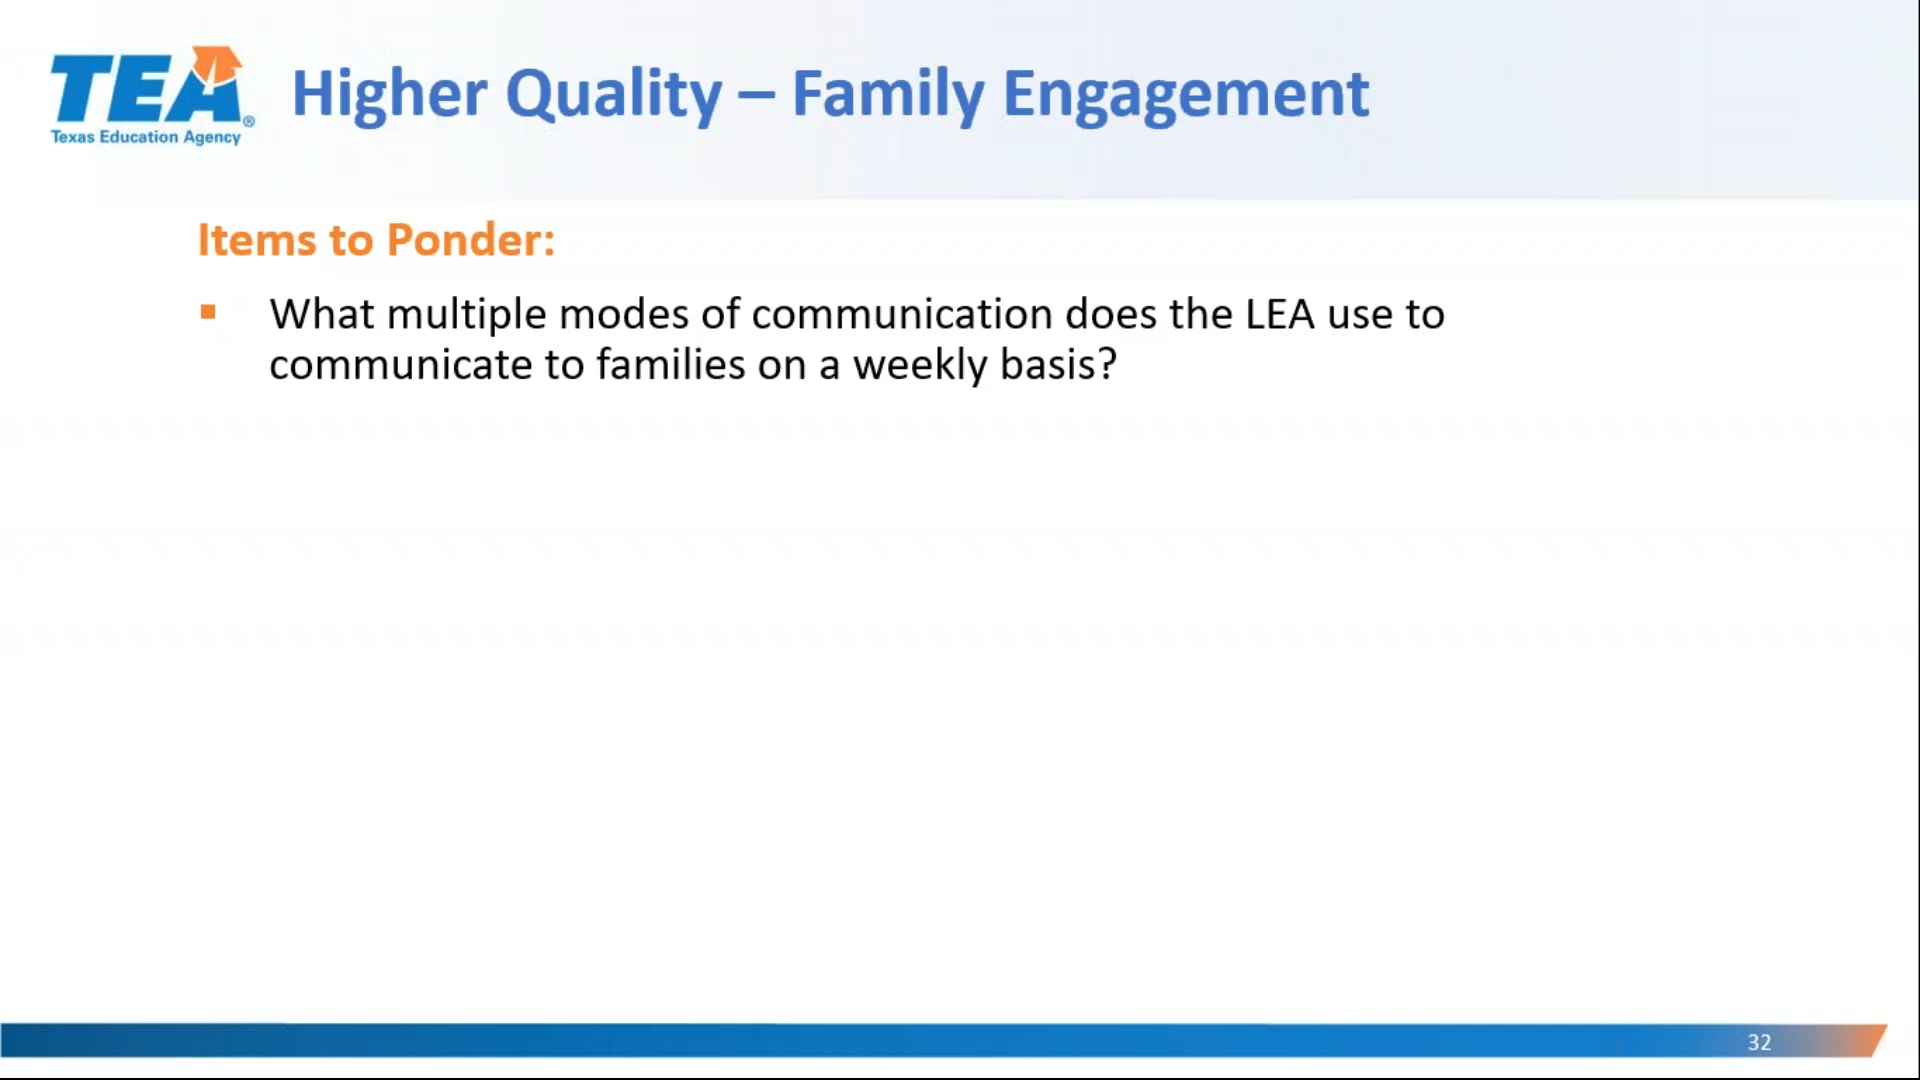 TEA®
Texas Education Agency
Higher Quality – Family Engagement
Items to Ponder:
▪ What multiple modes of communication does the LEA use to
communicate to families on a weekly basis?
32